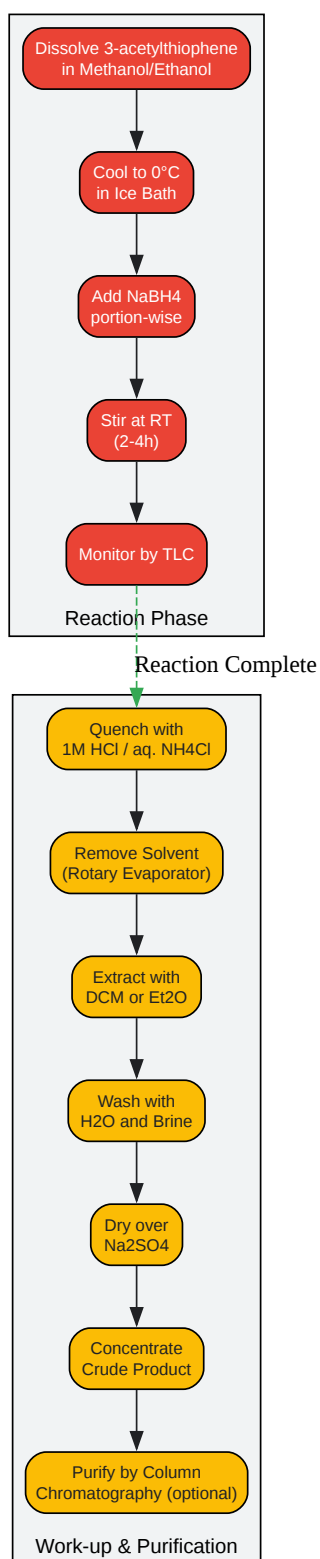 Dissolve 3-acetylthiophene
in Methanol/Ethanol
Cool to 0°C
in Ice Bath
Add NaBH4
portion-wise
Stir at RT
(2-4h)
Monitor by TLC
Reaction Phase
Reaction Complete
Quench with
1M HCl / aq. NH4Cl
Remove Solvent
(Rotary Evaporator)
Extract with
DCM or Et2O
Wash with
H2O and Brine
Dry over
Na2SO4
Concentrate
Crude Product
Purify by Column
Chromatography (optional)
Work-up & Purification